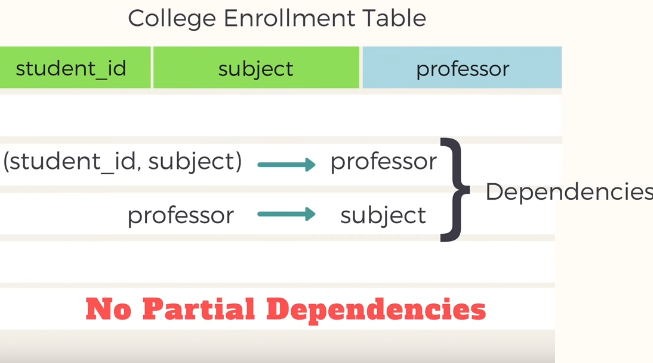 College Enrollment Table
student_id subject professor
(student_id, subject) professor
Dependencies
professor subject
No Partial Dependencies